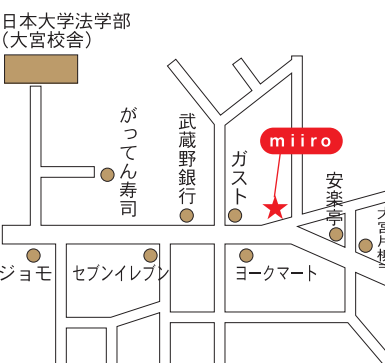 日本大学法学部
(大宮校舎)
がってん寿司
武蔵野銀行
ガスト
miiro
安楽亭
ジョモ
セブンイレブン
ヨークマート